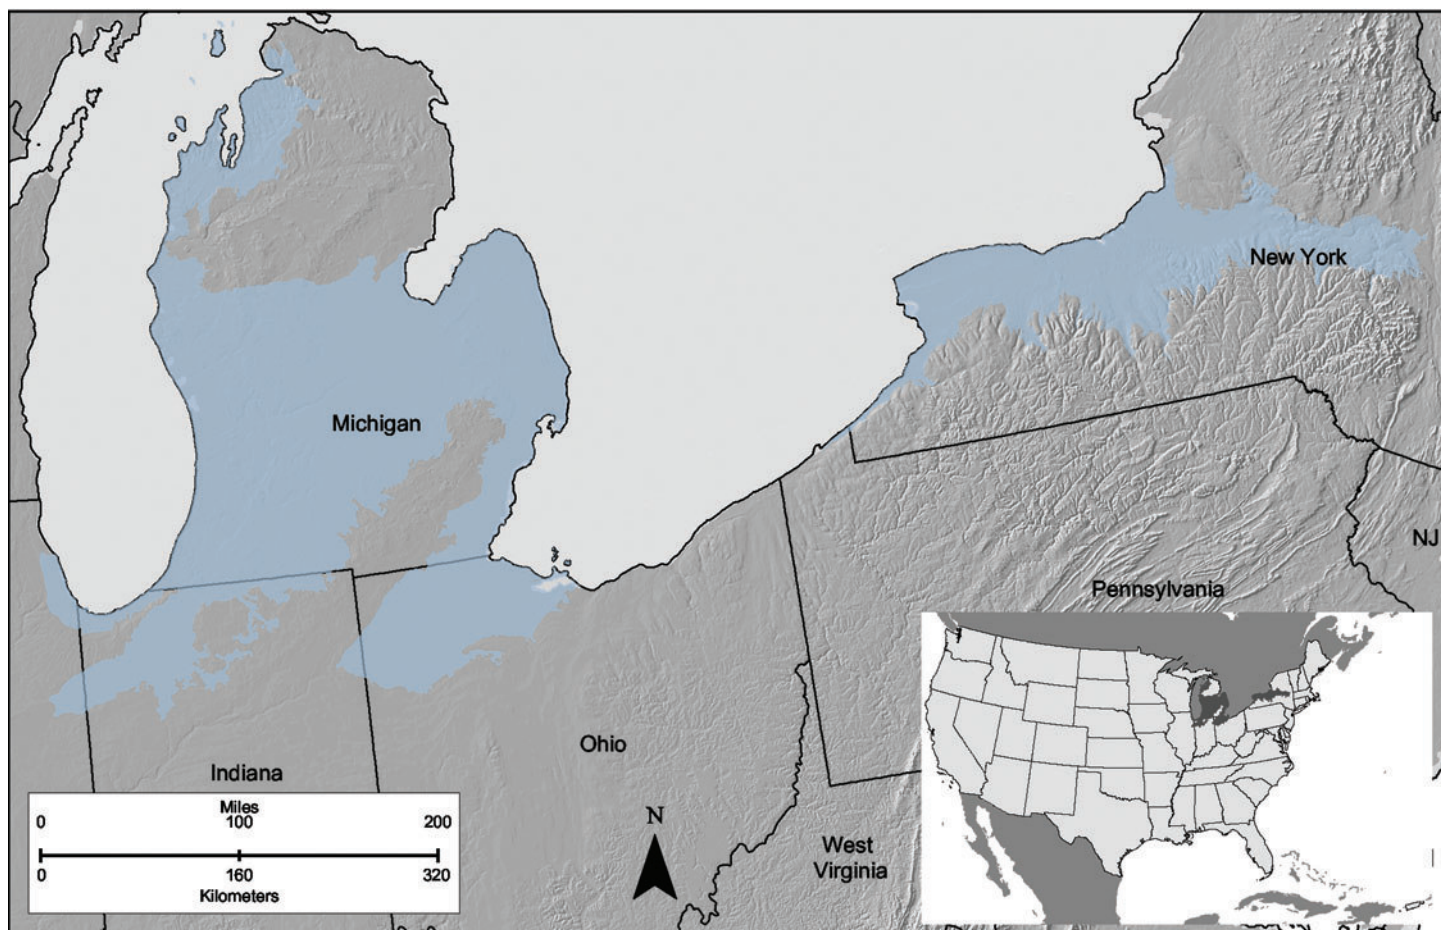 New York
Michigan
NJ
Pennsylvania
Ohio
Indiana
Miles
0 100 200
0 160 320
Kilometers
N
West
Virginia